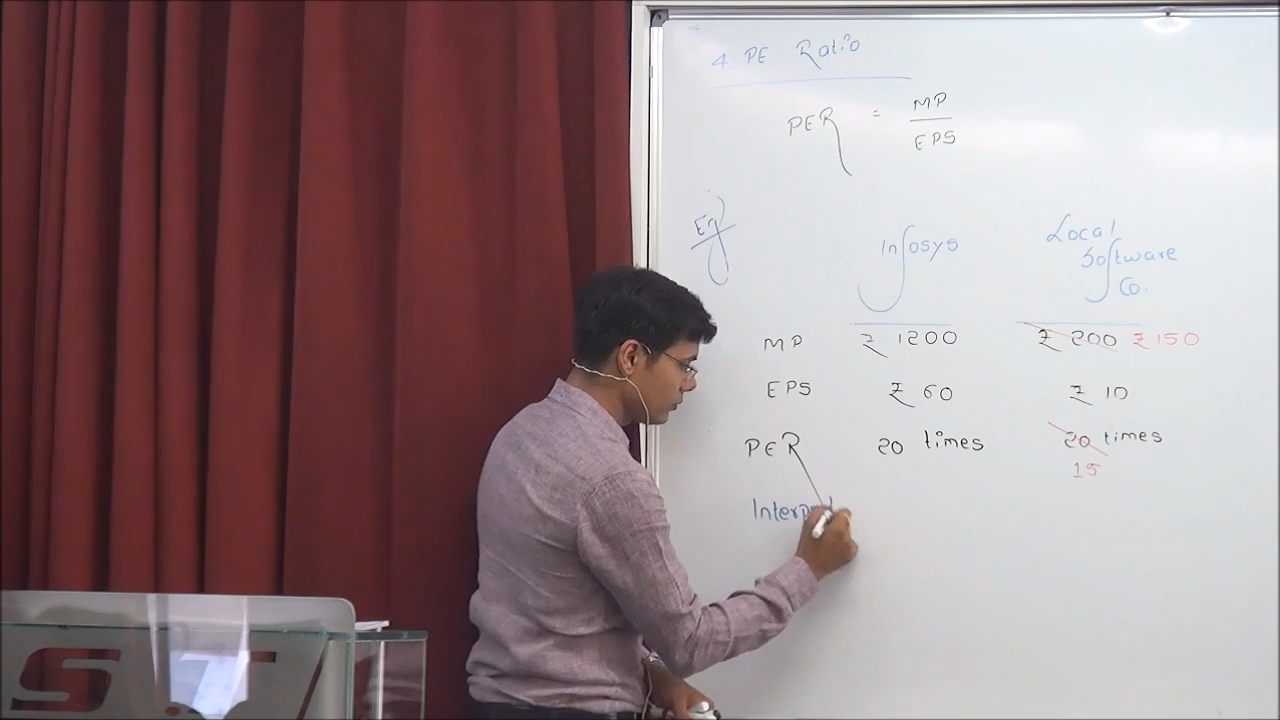 4. PE Ratio
PER = MP
EPS
Eg
Infosys
Local
Software
Co.
MP ₹ 1200 ₹ 200 ₹ 150
EPS ₹ 60 ₹ 10
PER 20 times 20 times
15
S.T